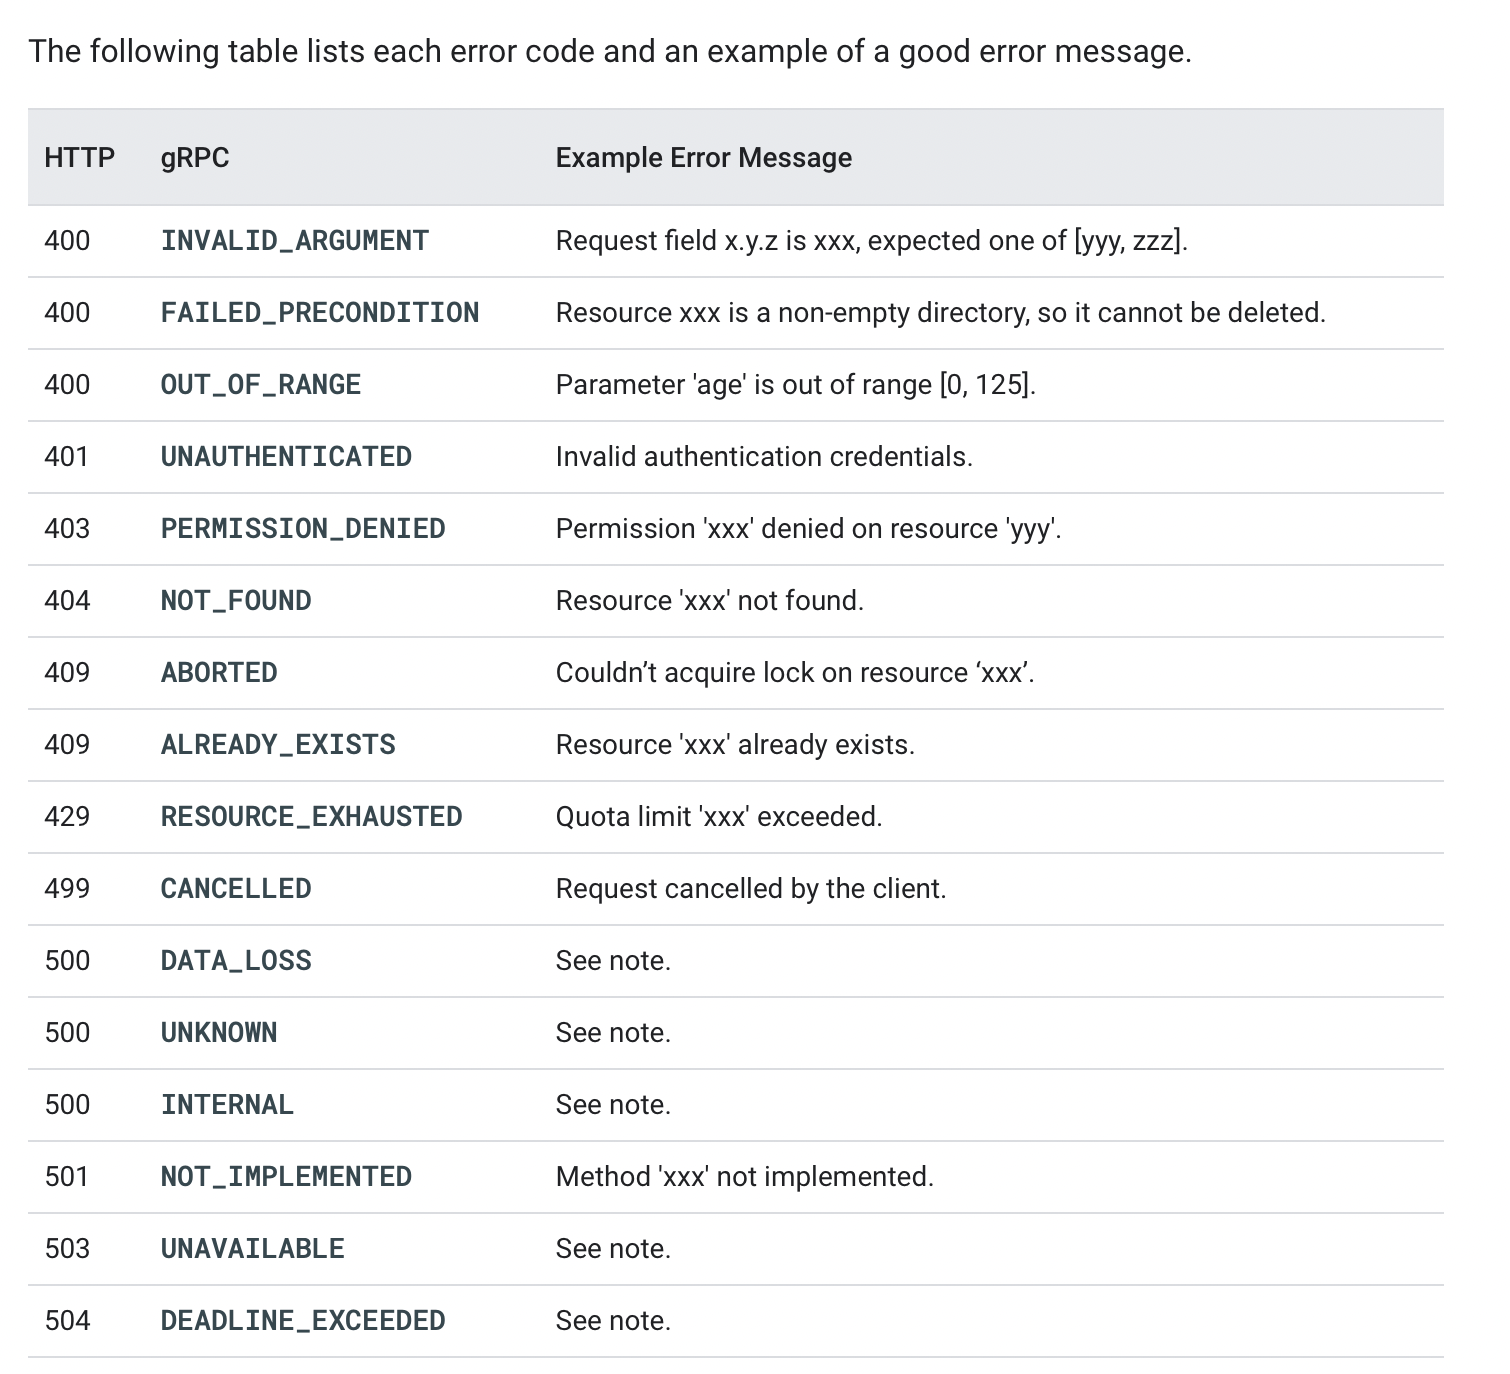 The following table lists each error code and an example of a good error message.
HTTP gRPC Example Error Message
400 INVALID_ARGUMENT Request field x.y.z is xxx, expected one of [yyy, zzz].
400 FAILED_PRECONDITION Resource xxx is a non-empty directory, so it cannot be deleted.
400 OUT_OF_RANGE Parameter 'age' is out of range [0, 125].
401 UNAUTHENTICATED Invalid authentication credentials.
403 PERMISSION_DENIED Permission 'xxx' denied on resource 'yyy'.
404 NOT_FOUND Resource 'xxx' not found.
409 ABORTED Couldn’t acquire lock on resource ‘xxx’.
409 ALREADY_EXISTS Resource 'xxx' already exists.
429 RESOURCE_EXHAUSTED Quota limit 'xxx' exceeded.
499 CANCELLED Request cancelled by the client.
500 DATA_LOSS See note.
500 UNKNOWN See note.
500 INTERNAL See note.
501 NOT_IMPLEMENTED Method 'xxx' not implemented.
503 UNAVAILABLE See note.
504 DEADLINE_EXCEEDED See note.